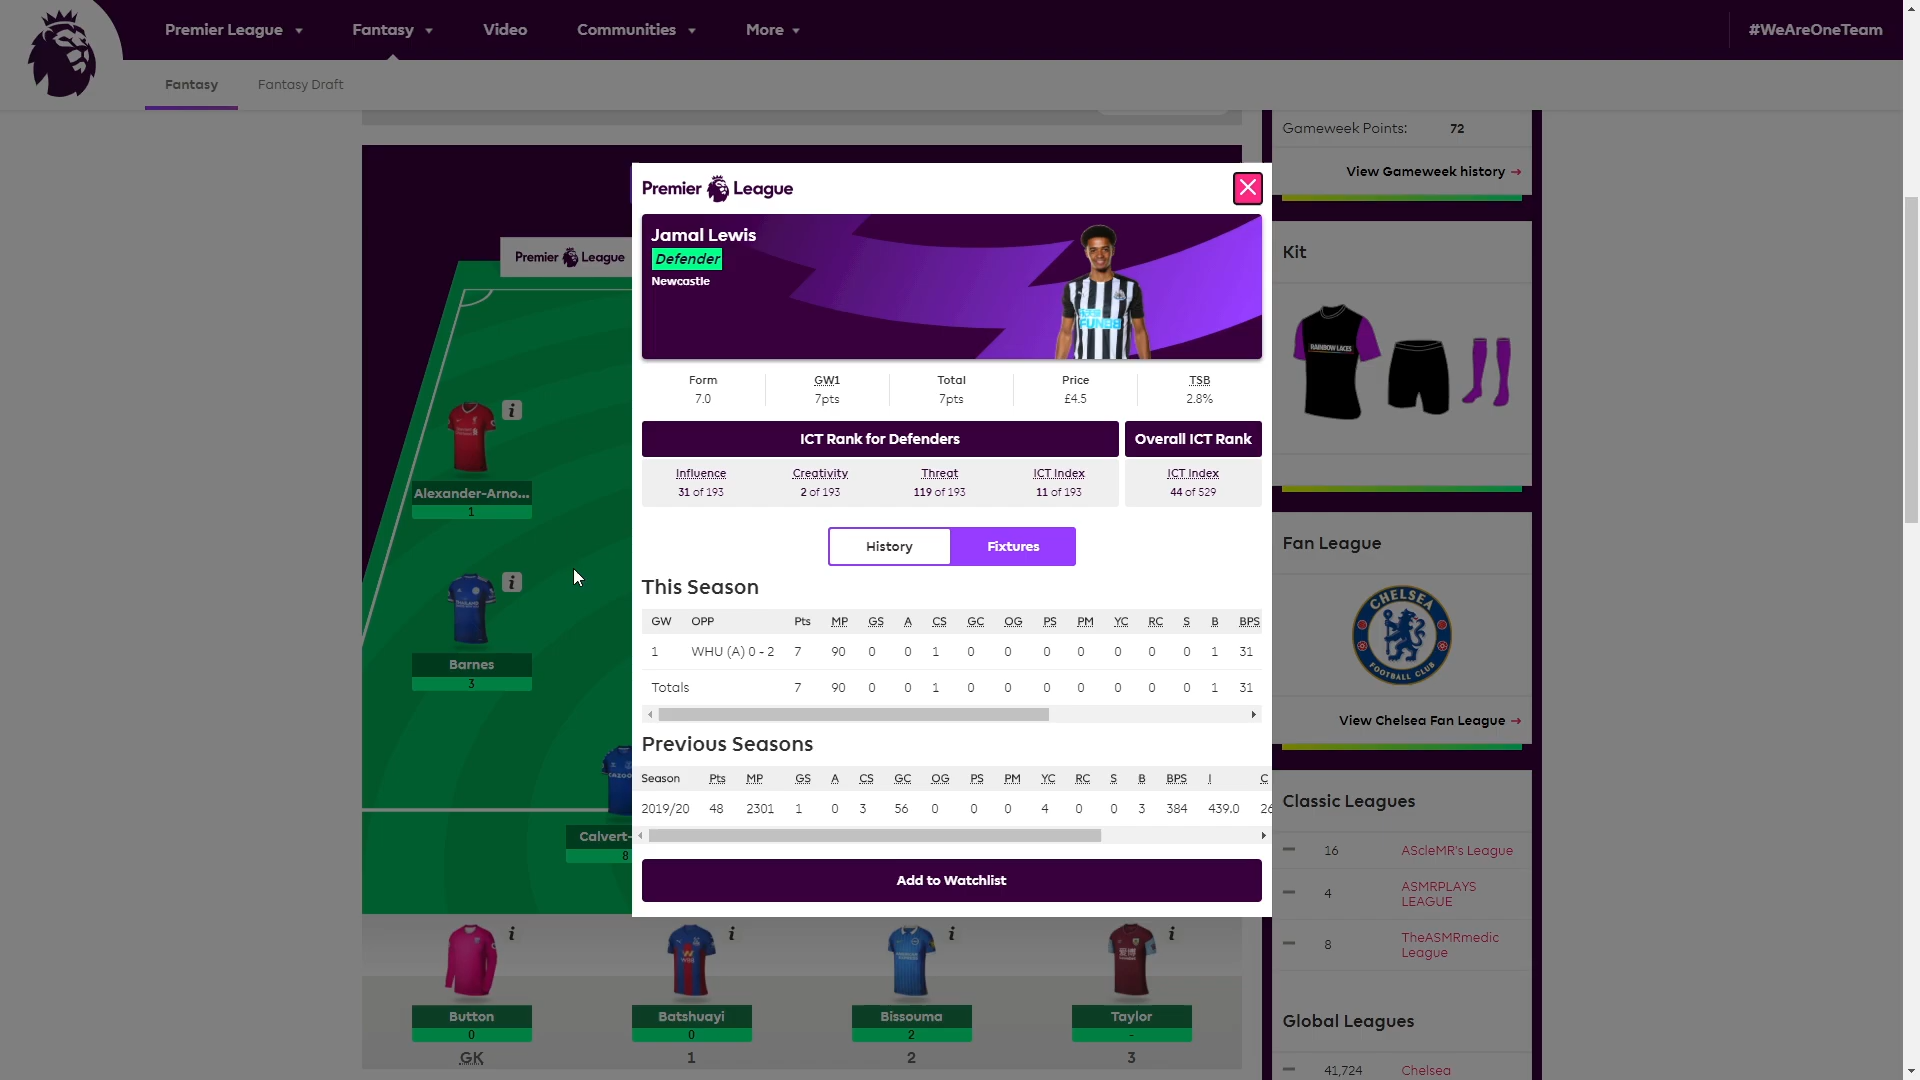 Premier League
Fantasy
Video
Communities
More
#WeAreOneTeam
Fantasy
Fantasy Draft
Gameweek Points: 72
View Gameweek history →
Premier League
Premier League
Jamal Lewis
Defender
Newcastle
Form GW1 Total Price TSB
7.0 7pts 7pts £4.5 2.8%
ICT Rank for Defenders Overall ICT Rank
Influence Creativity Threat ICT Index ICT Index
31 of 193 2 of 193 119 of 193 11 of 193 44 of 529
History Fixtures
This Season
GW OPP Pts MP GS A CS GC OG PS PM YC RC S B BPS
1 WHU (A) 0 - 2 7 90 0 0 1 0 0 0 0 0 0 0 1 31
Totals 7 90 0 0 1 0 0 0 0 0 0 0 1 31
Previous Seasons
Season Pts MP GS A CS GC OG PS PM YC RC S B BPS I C
2019/20 48 2301 1 0 3 56 0 0 0 4 0 0 3 384 439.0 26
Add to Watchlist
Alexander-Arno...
1
Barnes
3
Calvert-
8
Button
0
GK
Batshuayi
0
1
Bissouma
2
2
Taylor
-
3
Kit
RAINBOW LACES
Fan League
CHELSEA
FOOTBALL CLUB
View Chelsea Fan League →
Classic Leagues
16 AScleMR's League
4 ASMRPLAYS
LEAGUE
8 TheASMRmedic
League
Global Leagues
41,724 Chelsea